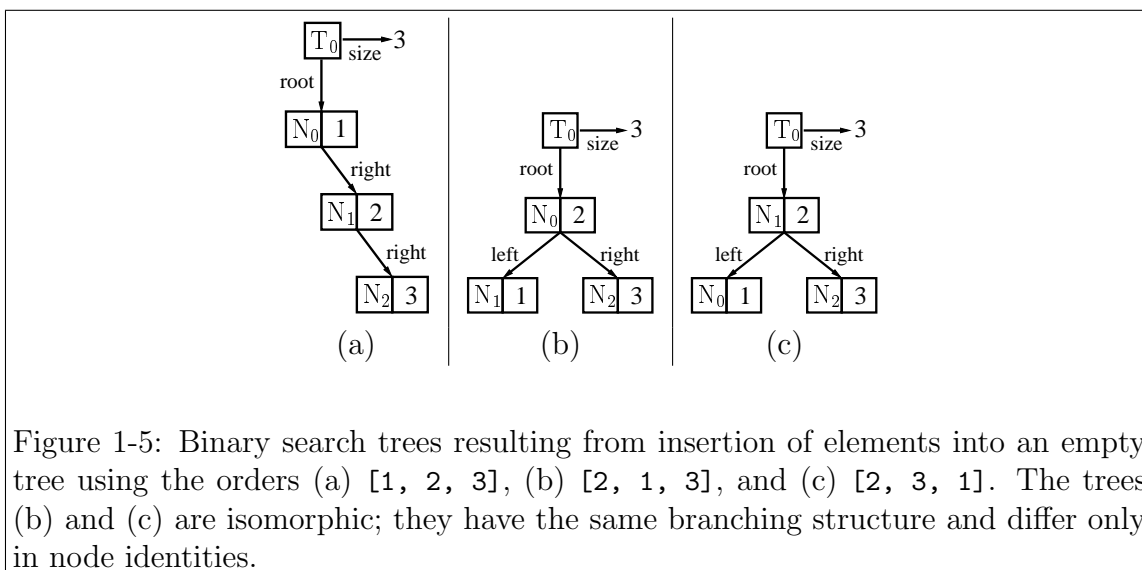 T0 size 3
root
N0 1
right
N1 2
right
N2 3
(a)
T0 size 3
root
N0 2
left right
N1 1 N2 3
(b)
T0 size 3
root
N1 2
left right
N0 1 N2 3
(c)
Figure 1-5: Binary search trees resulting from insertion of elements into an empty
tree using the orders (a) [1, 2, 3], (b) [2, 1, 3], and (c) [2, 3, 1]. The trees
(b) and (c) are isomorphic; they have the same branching structure and differ only
in node identities.